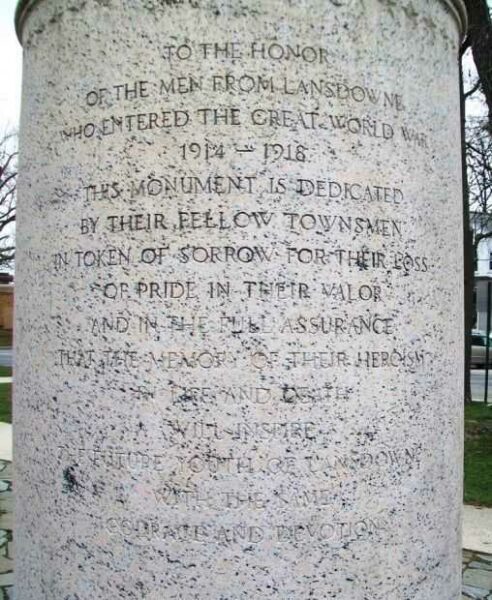 TO THE HONOR
OF THE MEN FROM LANSDOWNE
WHO ENTERED THE GREAT WORLD WAR
1914 — 1918
THIS MONUMENT IS DEDICATED
BY THEIR FELLOW TOWNSMEN
IN TOKEN OF SORROW FOR THEIR LOSS
OF PRIDE IN THEIR VALOR
AND IN THE FULL ASSURANCE
THAT THE MEMORY OF THEIR HEROISM
IN LIFE AND DEATH
WILL INSPIRE
THE FUTURE YOUTH OF LANSDOWNE
WITH THE SAME
COURAGE AND DEVOTION